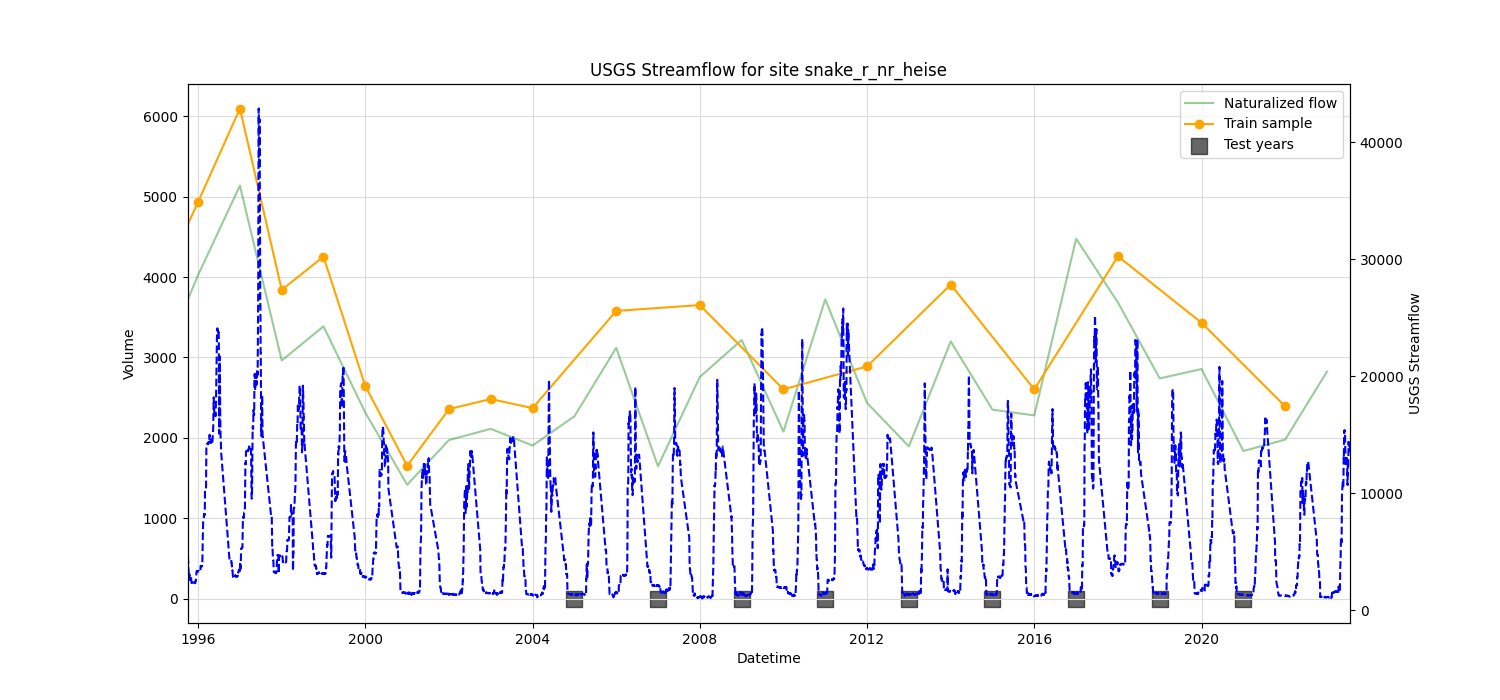 USGS Streamflow for site snake_r_nr_heise
Naturalized flow
Train sample
Test years
6000
5000
4000
3000
2000
1000
0
Volume
40000
30000
20000
10000
0
USGS Streamflow
1996 2000 2004 2008 2012 2016 2020
Datetime